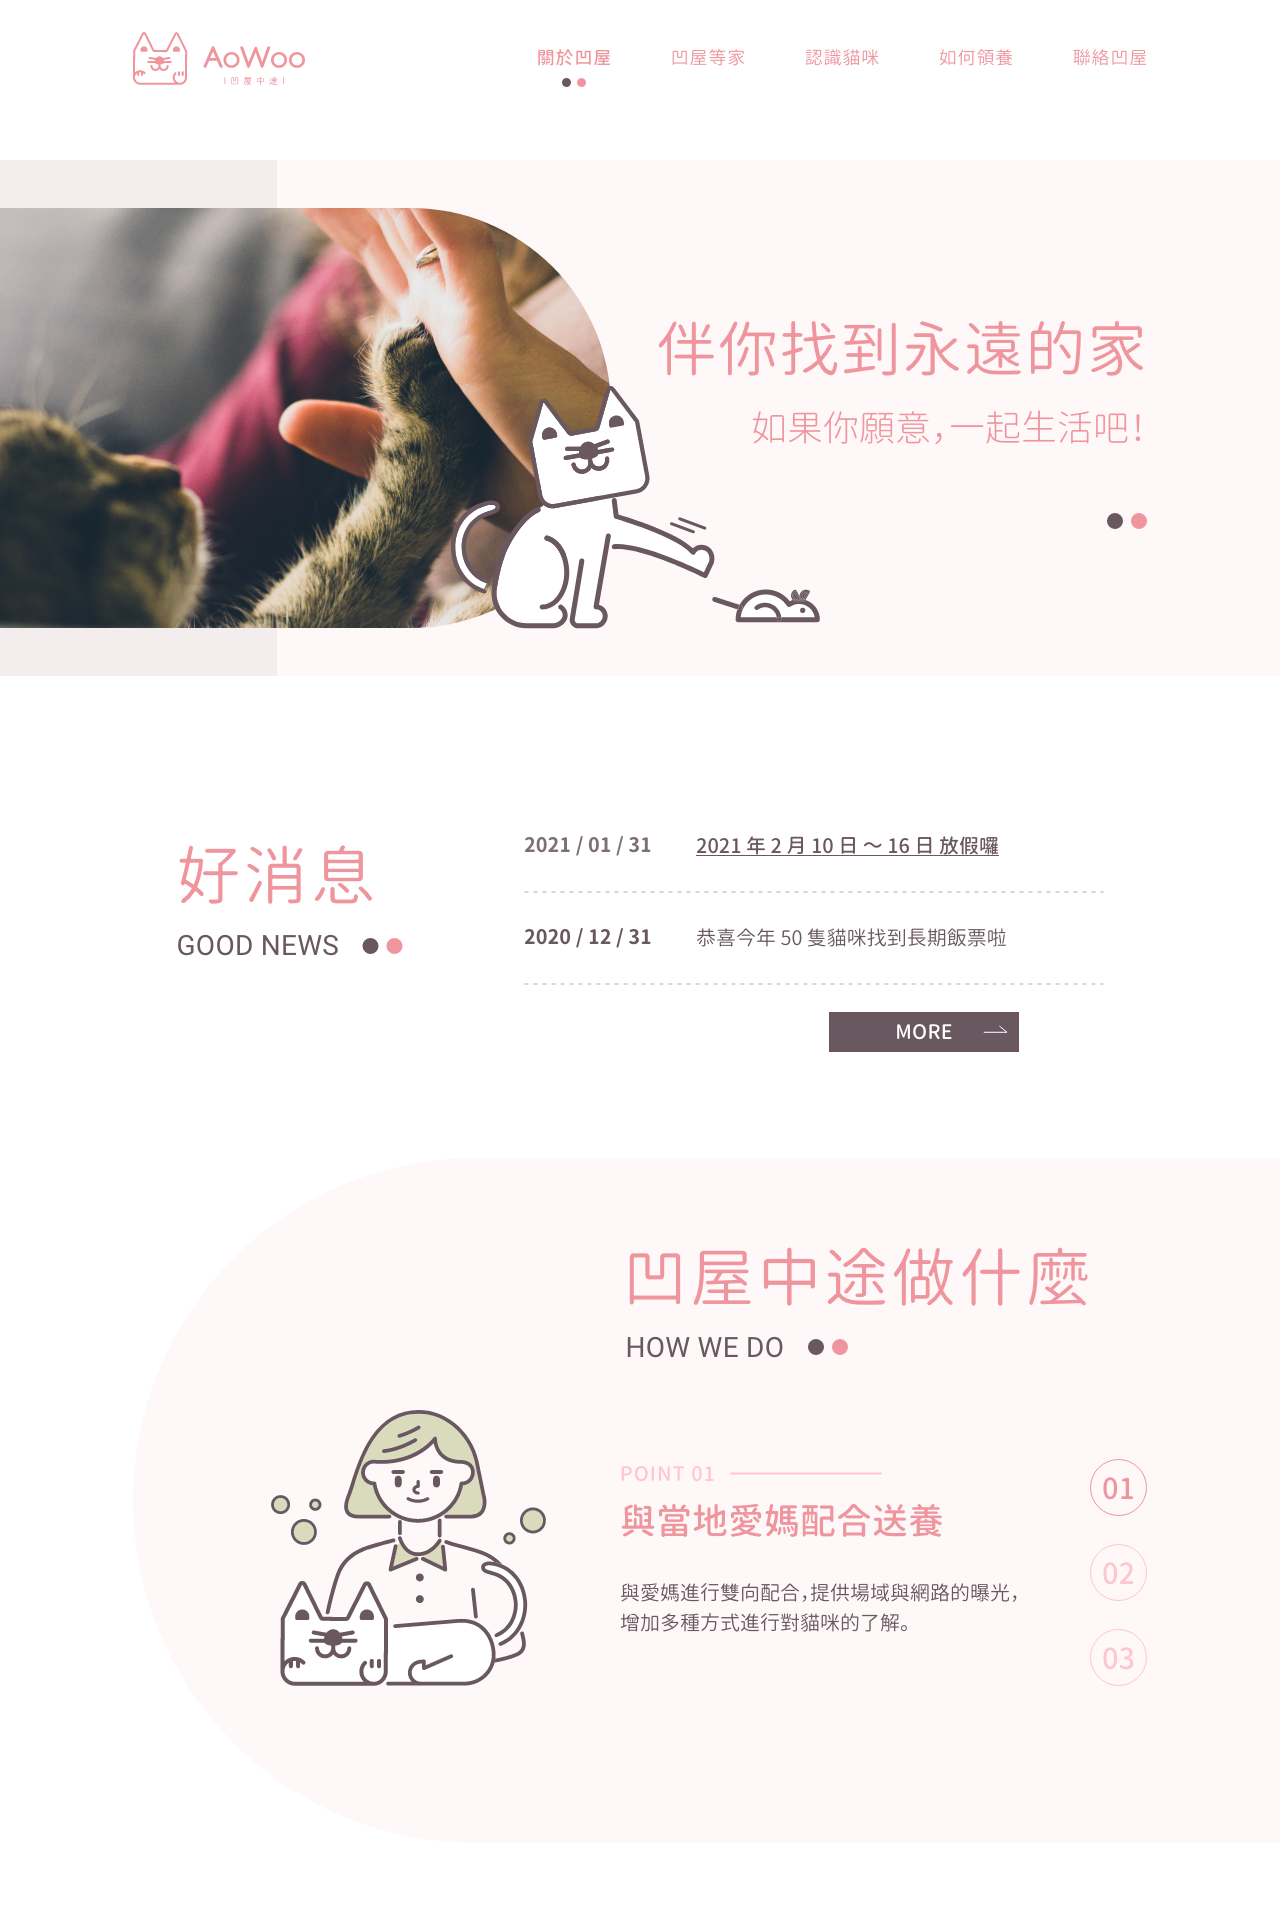 AoWoo
凹屋中途
關於凹屋
凹屋等家
認識貓咪
如何領養
聯絡凹屋
伴你找到永遠的家
如果你願意，一起生活吧！
好消息
GOOD NEWS
2021 / 01 / 31
2021 年 2 月 10 日 ～ 16 日 放假囉
2020 / 12 / 31
恭喜今年 50 隻貓咪找到長期飯票啦
MORE
凹屋中途做什麼
HOW WE DO
POINT 01
與當地愛媽配合送養
與愛媽進行雙向配合，提供場域與網路的曝光，
增加多種方式進行對貓咪的了解。
01
02
03